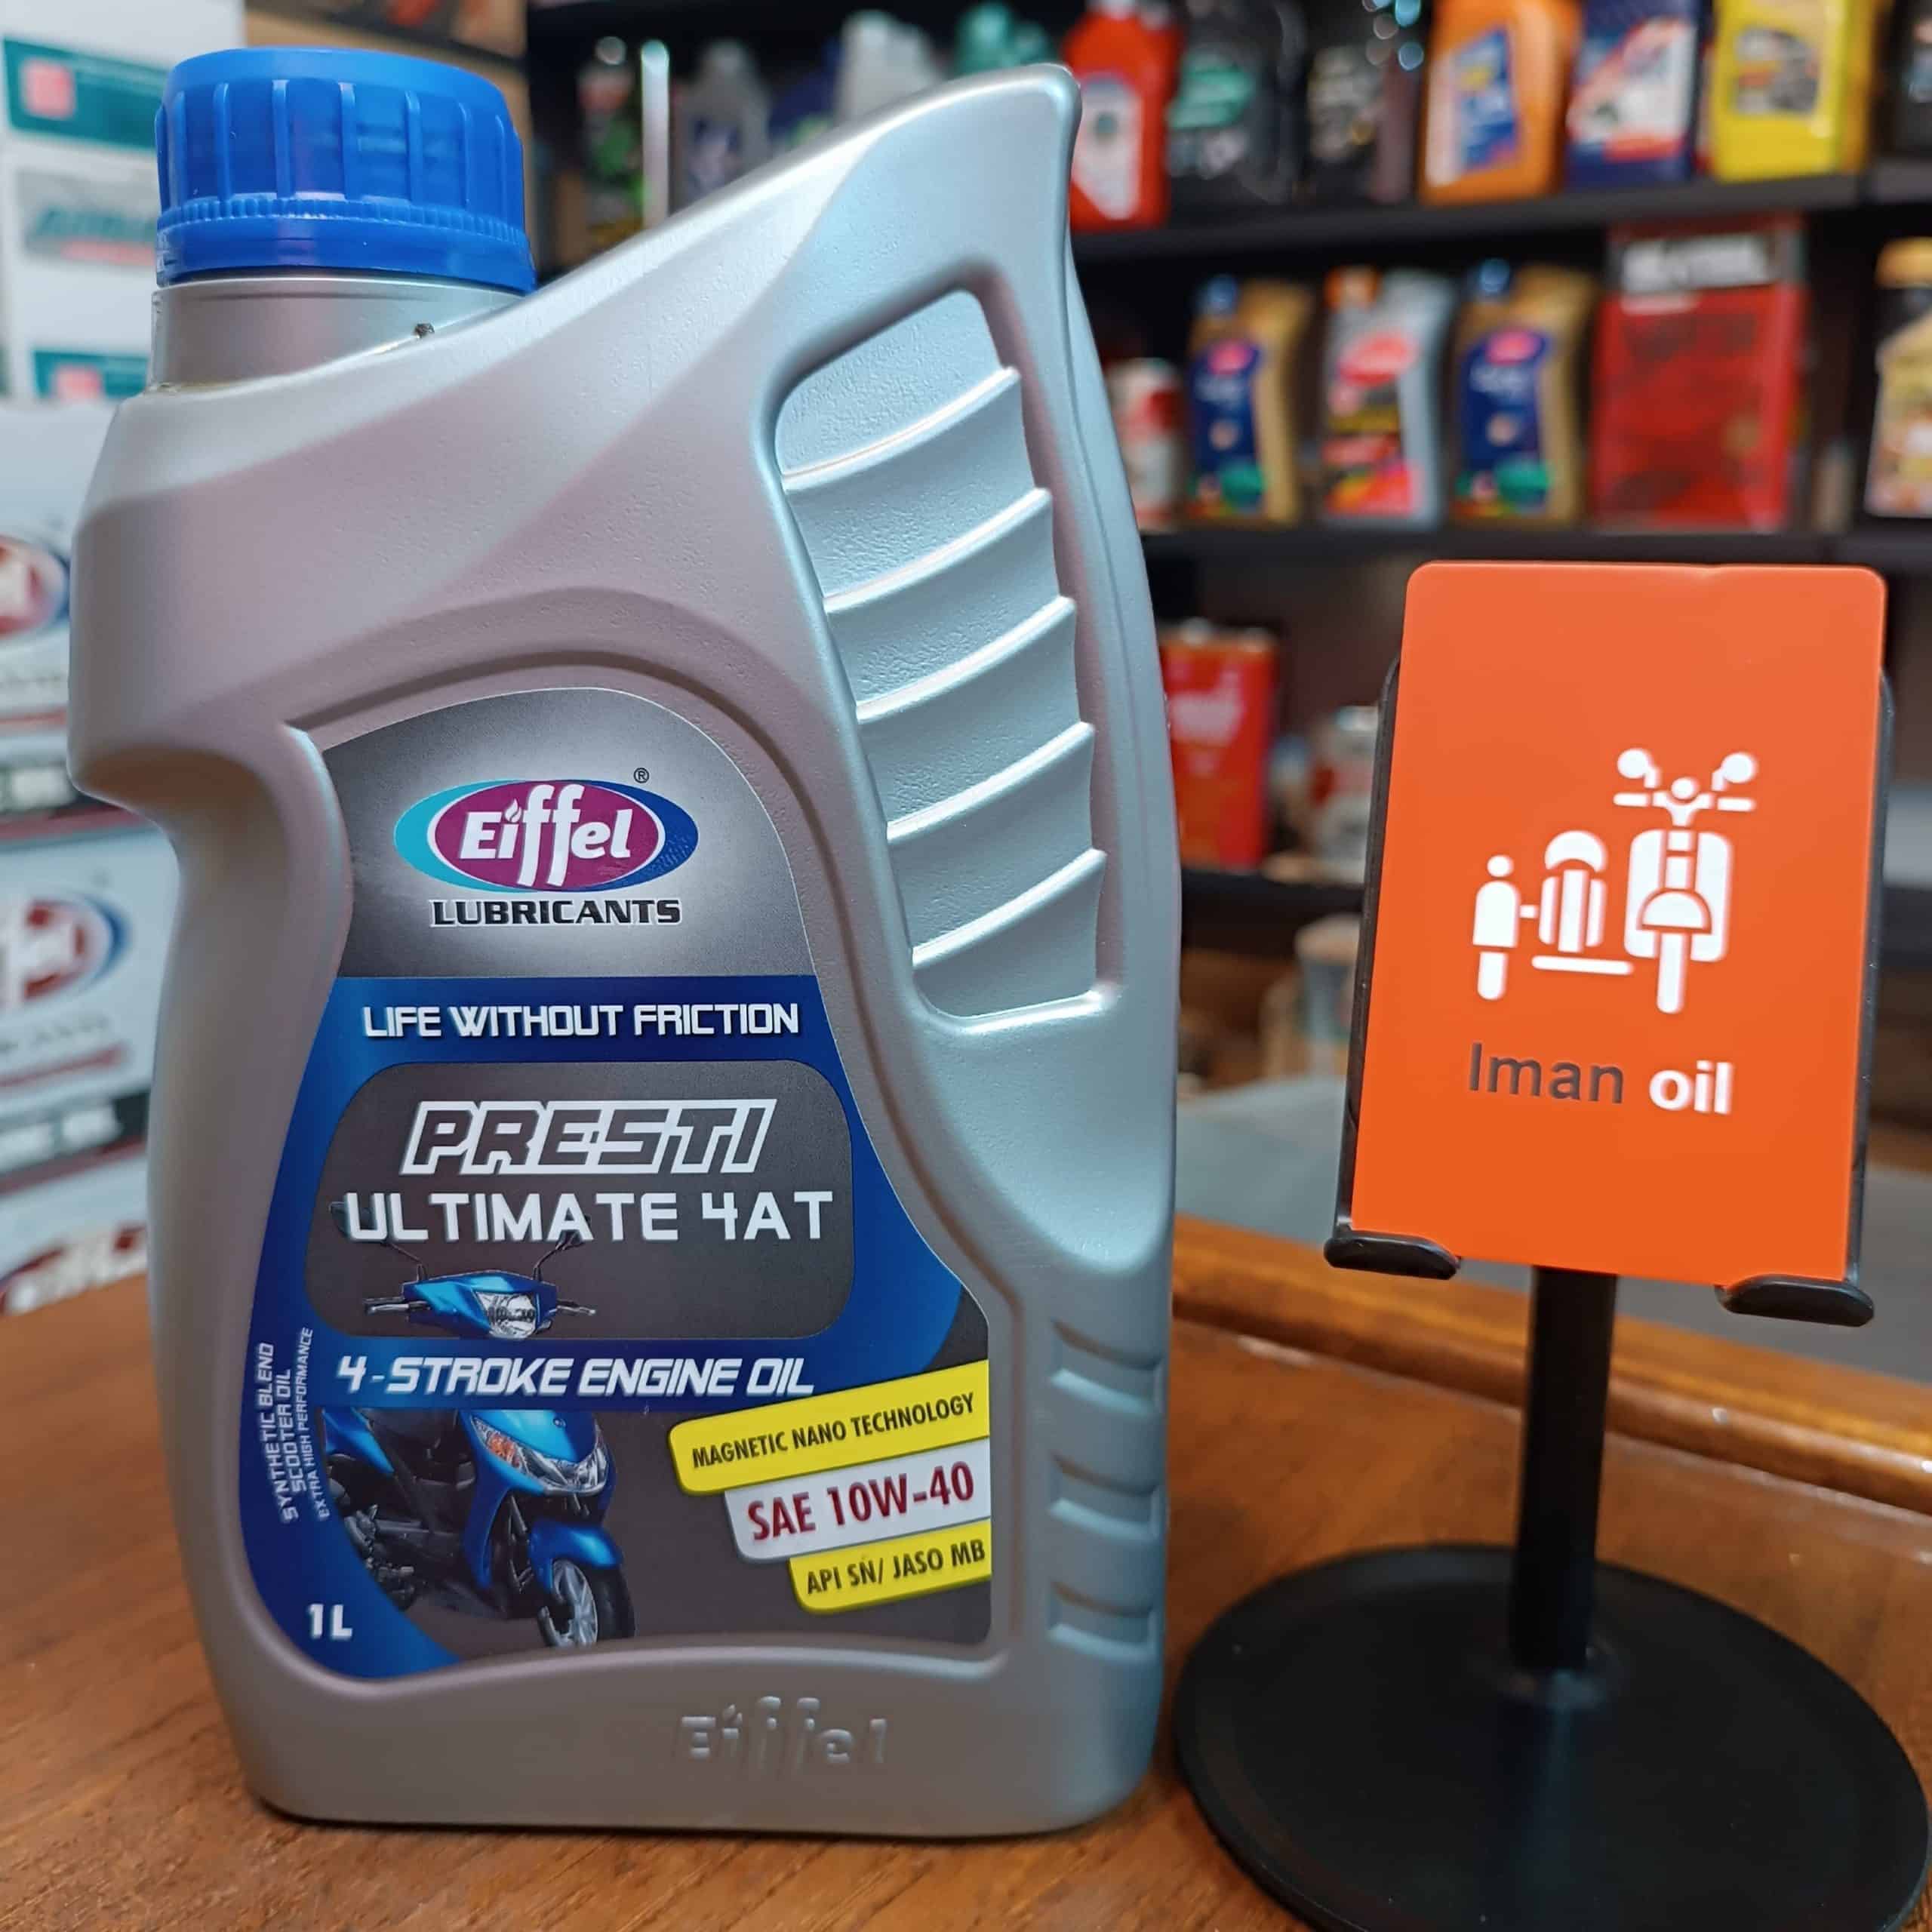 Eiffel
®
LUBRICANTS
LIFE WITHOUT FRICTION
PRESTI
ULTIMATE 4AT
4-STROKE ENGINE OIL
SYNTHETIC BLEND
SCOOTER OIL
EXTRA HIGH PERFORMANCE
MAGNETIC NANO TECHNOLOGY
SAE 10W-40
API SN/ JASO MB
1L
Eiffel
Iman oil